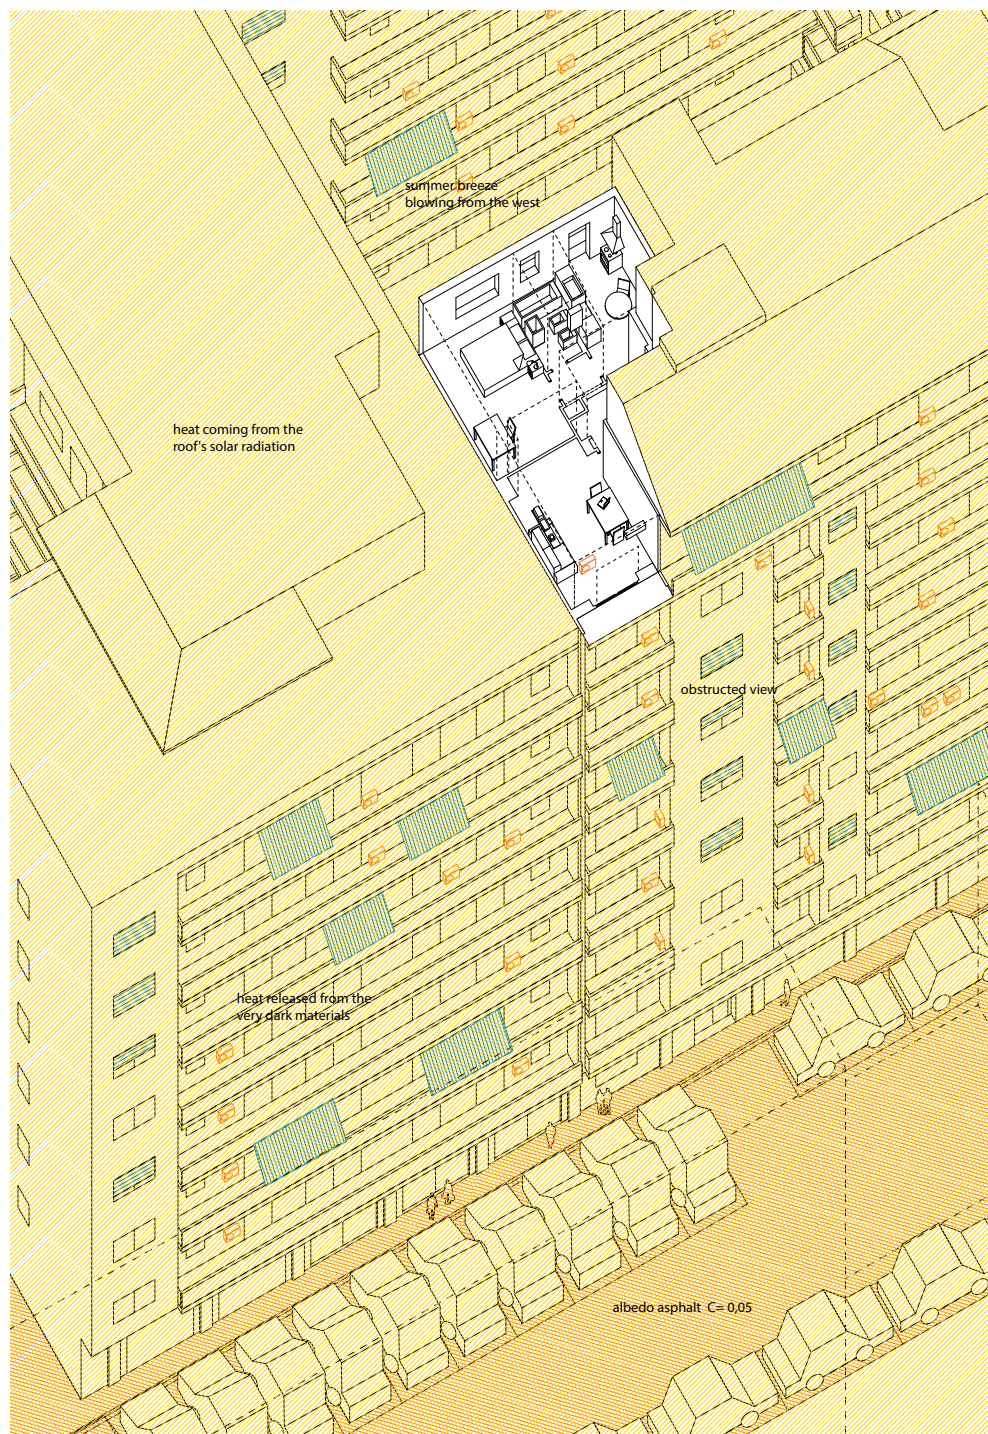 summer breeze
blowing from the west
heat coming from the
roof's solar radiation
obstructed view
heat released from the
very dark materials
albedo asphalt C= 0,05